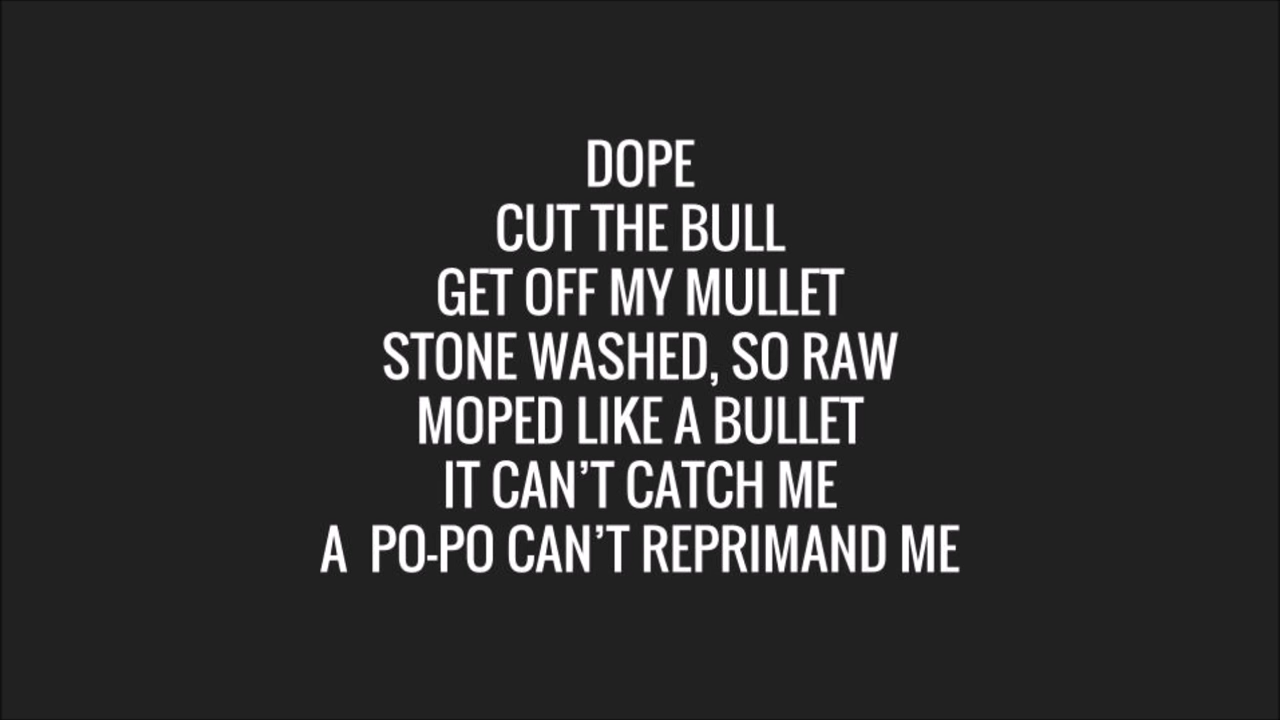 DOPE
CUT THE BULL
GET OFF MY MULLET
STONE WASHED, SO RAW
MOPED LIKE A BULLET
IT CAN’T CATCH ME
A PO-PO CAN’T REPRIMAND ME